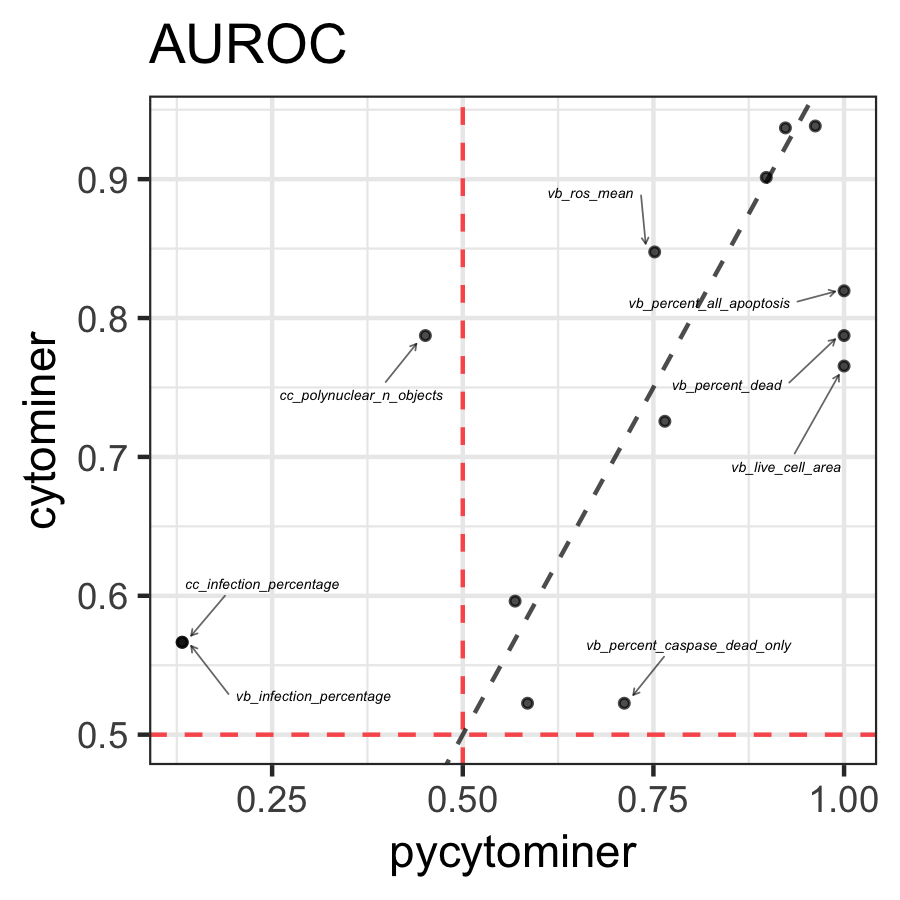 AUROC
0.9
0.8
0.7
0.6
0.5
cytominer
vb_ros_mean
vb_percent_all_apoptosis
cc_polynuclear_n_objects
vb_percent_dead
vb_live_cell_area
cc_infection_percentage
vb_percent_caspase_dead_only
vb_infection_percentage
0.25 0.50 0.75 1.00
pycytominer